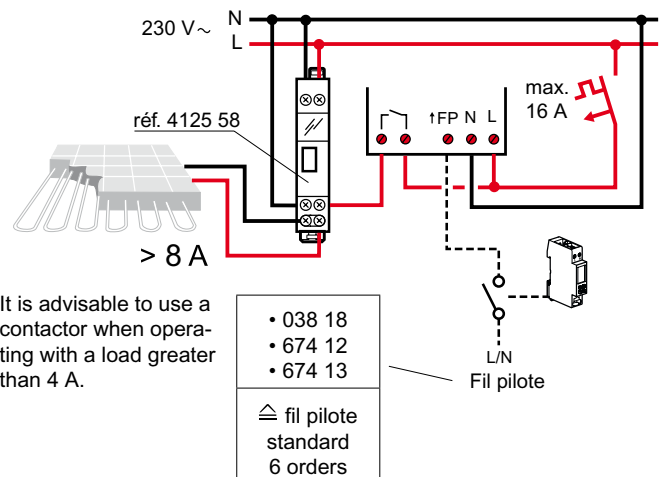 230 V~
N
L
réf. 4125 58
↑FP N L
max.
16 A
> 8 A
It is advisable to use a
contactor when opera-
ting with a load greater
than 4 A.
• 038 18
• 674 12
• 674 13
≙ fil pilote
standard
6 orders
L/N
Fil pilote